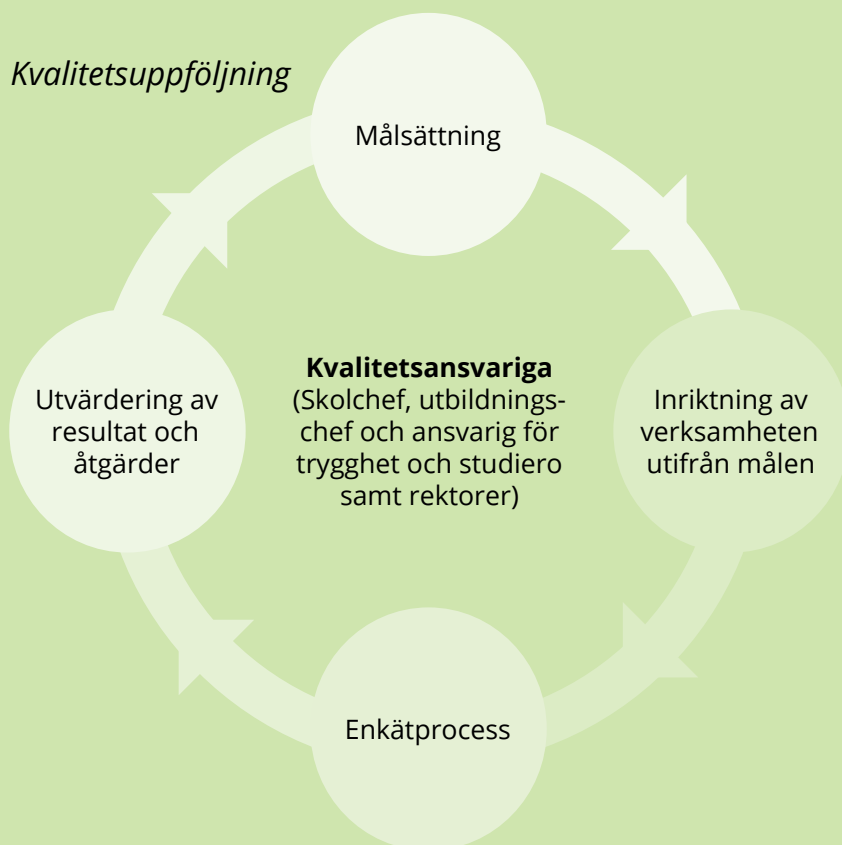 Kvalitetsuppföljning
Målsättning
Kvalitetsansvariga
(Skolchef, utbildnings-
chef och ansvarig för
trygghet och studiero
samt rektorer)
Utvärdering av
resultat och
åtgärder
Inriktning av
verksamheten
utifrån målen
Enkätprocess